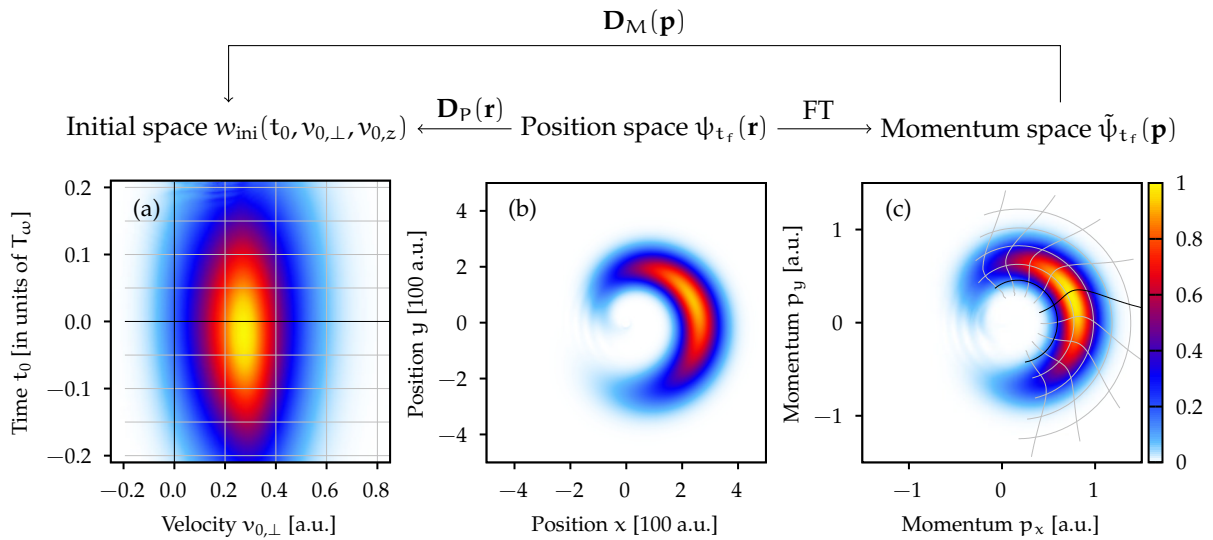 D_M(p)
D_P(r)
FT
Initial space w_ini(t_0, v_{0,⊥}, v_{0,z})
Position space ψ_{t_f}(r)
Momentum space ψ̃_{t_f}(p)
(a)
Time t_0 [in units of T_ω]
0.2
0.1
0.0
−0.1
−0.2
−0.2
0.0
0.2
0.4
0.6
0.8
Velocity v_{0,⊥} [a.u.]
(b)
Position y [100 a.u.]
4
2
0
−2
−4
−4
−2
0
2
4
Position x [100 a.u.]
(c)
Momentum p_y [a.u.]
1
0
−1
−1
0
1
Momentum p_x [a.u.]
1
0.8
0.6
0.4
0.2
0